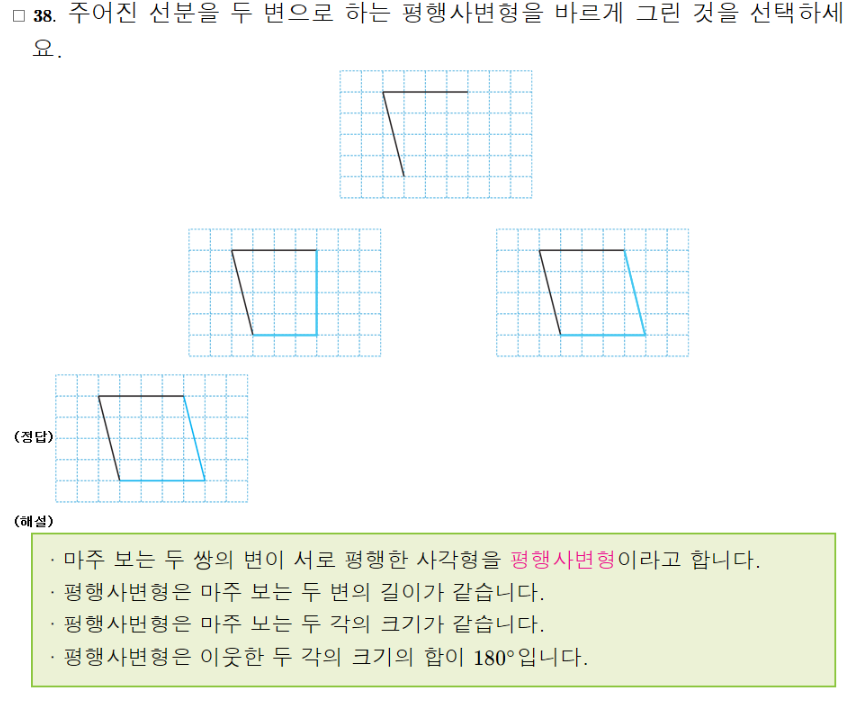 □ 38. 주어진 선분을 두 변으로 하는 평행사변형을 바르게 그린 것을 선택하세
요.
(정답)
(해설)
· 마주 보는 두 쌍의 변이 서로 평행한 사각형을 평행사변형이라고 합니다.
· 평행사변형은 마주 보는 두 변의 길이가 같습니다.
· 평행사변형은 마주 보는 두 각의 크기가 같습니다.
· 평행사변형은 이웃한 두 각의 크기의 합이 180°입니다.